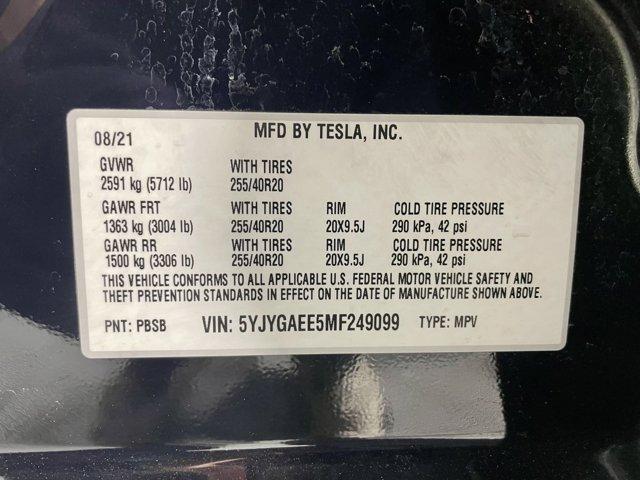 08/21 MFD BY TESLA, INC.
GVWR WITH TIRES
2591 kg (5712 lb) 255/40R20
GAWR FRT WITH TIRES RIM COLD TIRE PRESSURE
1363 kg (3004 lb) 255/40R20 20X9.5J 290 kPa, 42 psi
GAWR RR WITH TIRES RIM COLD TIRE PRESSURE
1500 kg (3306 lb) 255/40R20 20X9.5J 290 kPa, 42 psi
THIS VEHICLE CONFORMS TO ALL APPLICABLE U.S. FEDERAL MOTOR VEHICLE SAFETY AND
THEFT PREVENTION STANDARDS IN EFFECT ON THE DATE OF MANUFACTURE SHOWN ABOVE.
PNT: PBSB VIN: 5YJYGAEE5MF249099 TYPE: MPV